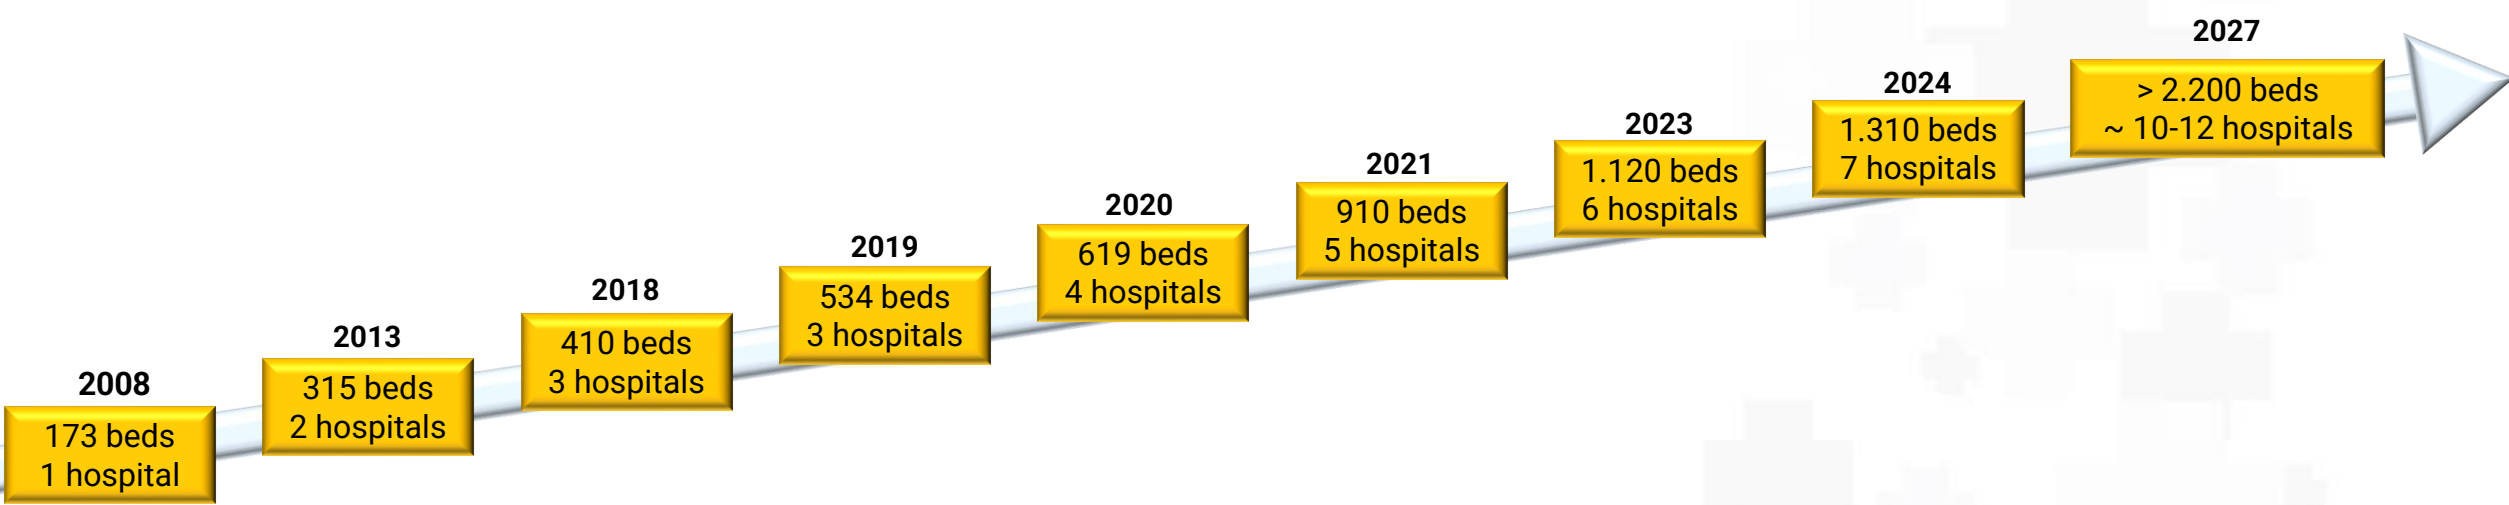 2008
173 beds
1 hospital
2013
315 beds
2 hospitals
2018
410 beds
3 hospitals
2019
534 beds
3 hospitals
2020
619 beds
4 hospitals
2021
910 beds
5 hospitals
2023
1.120 beds
6 hospitals
2024
1.310 beds
7 hospitals
2027
> 2.200 beds
~ 10-12 hospitals